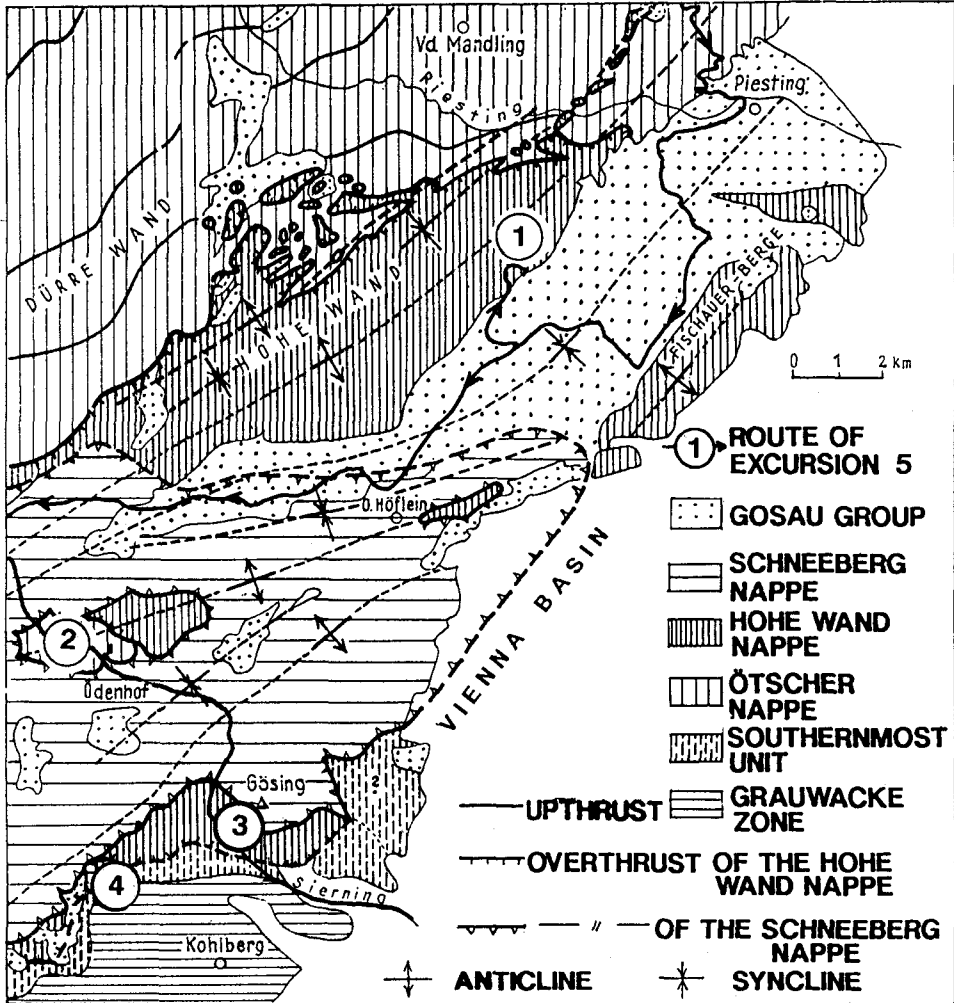 Vd. Mandling
Piesting
Piesting
DÜRRE WAND
HOHE WAND
1
FISCHAUER-BERGE
0 1 2 Km
1 ROUTE OF
EXCURSION 5
GOSAU GROUP
SCHNEEBERG
NAPPE
HOHE WAND
NAPPE
ÖTSCHER
NAPPE
SOUTHERNMOST
UNIT
GRAUWACKE
ZONE
UPTHRUST
OVERTHRUST OF THE HOHE
WAND NAPPE
— " — OF THE SCHNEEBERG
NAPPE
ANTICLINE
SYNCLINE
O. Höflein
VIENNA BASIN
2
Ödenhof
2
Gösing
3
4
Sierning
Kohlberg